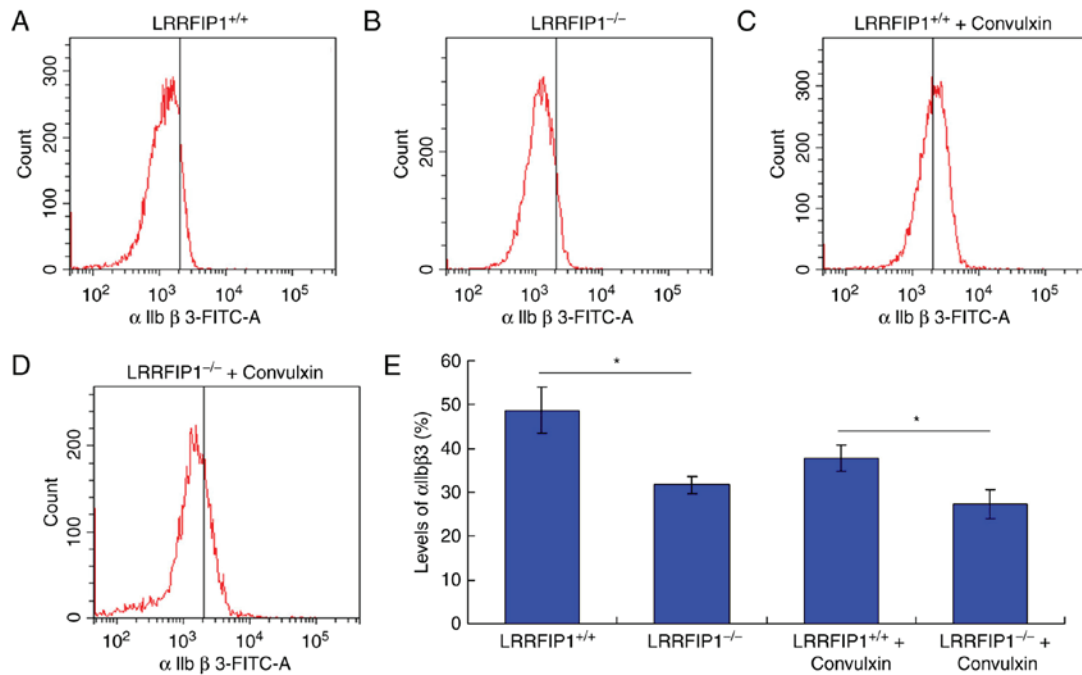 A
LRRFIP1+/+
Count
300
200
100
0
10²
10³
10⁴
10⁵
α IIb β 3-FITC-A
B
LRRFIP1−/−
Count
200
0
10²
10³
10⁴
10⁵
α IIb β 3-FITC-A
C
LRRFIP1+/+ + Convulxin
Count
300
200
100
0
10²
10³
10⁴
10⁵
α IIb β 3-FITC-A
D
LRRFIP1−/− + Convulxin
Count
200
100
0
10²
10³
10⁴
10⁵
α IIb β 3-FITC-A
E
Levels of αIIbβ3 (%)
60
50
40
30
20
10
0
*
*
LRRFIP1+/+
LRRFIP1−/−
LRRFIP1+/+ +
Convulxin
LRRFIP1−/− +
Convulxin